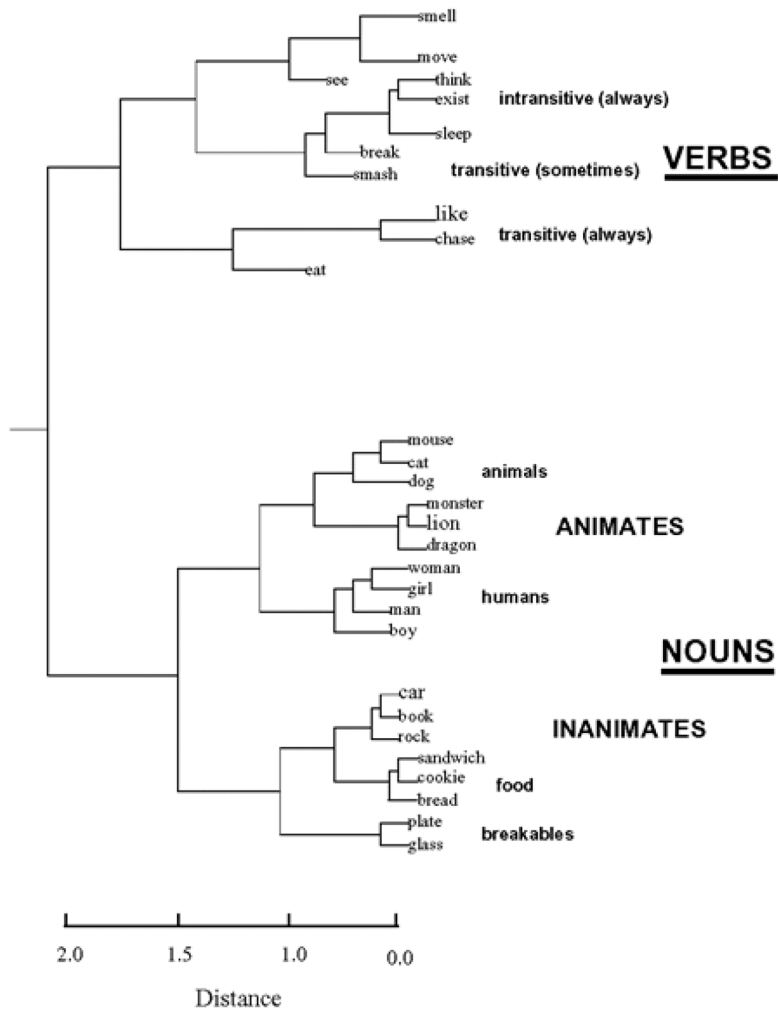 smell
move
see
think
exist
intransitive (always)
sleep
break
VERBS
smash
transitive (sometimes)
like
chase
transitive (always)
eat
mouse
cat
animals
dog
monster
lion
ANIMATES
dragon
woman
girl
humans
man
boy
NOUNS
car
book
INANIMATES
rock
sandwich
cookie
food
bread
plate
breakables
glass
2.0 1.5 1.0 0.0
Distance